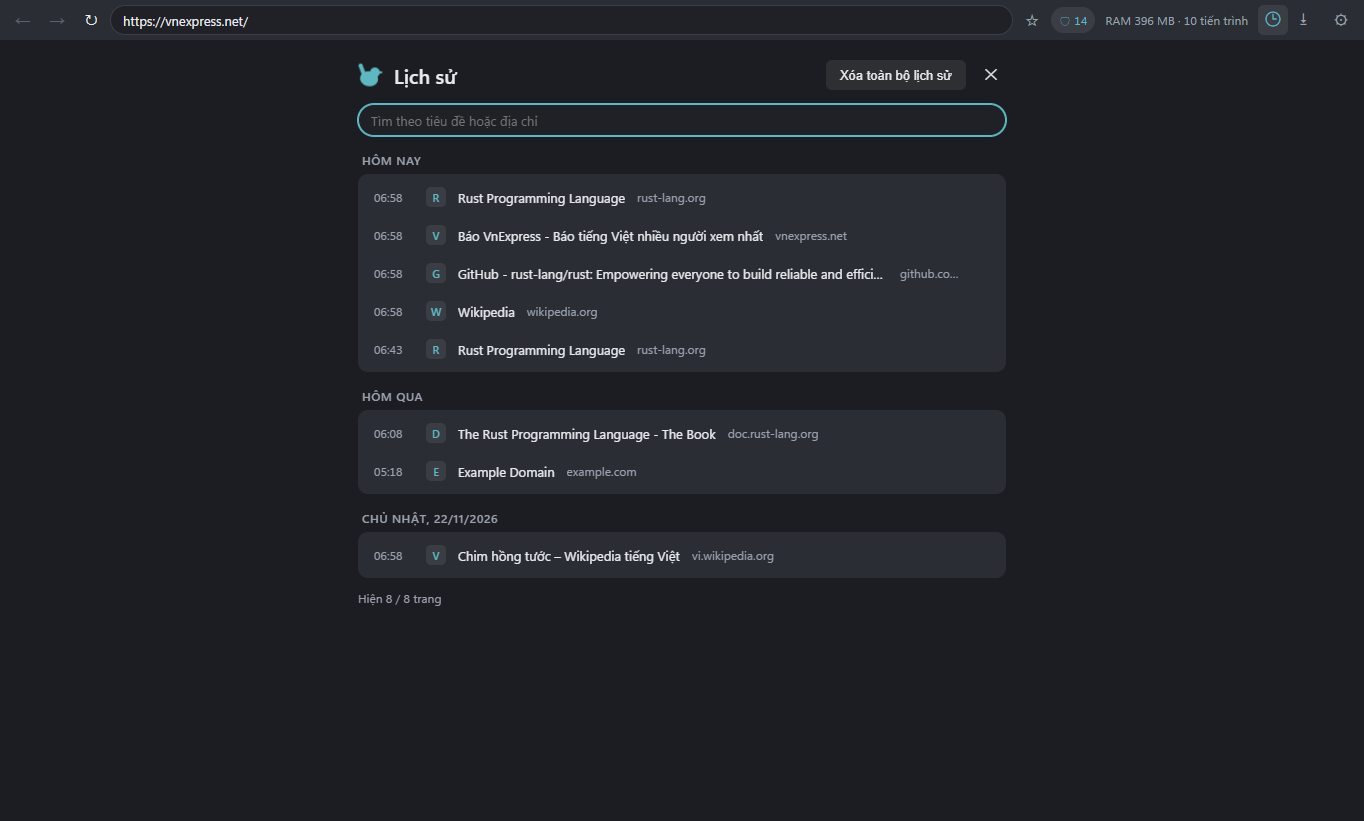 https://vnexpress.net/
14
RAM 396 MB · 10 tiến trình
Lịch sử
Xóa toàn bộ lịch sử
Tìm theo tiêu đề hoặc địa chỉ
HÔM NAY
06:58 R Rust Programming Language rust-lang.org
06:58 V Báo VnExpress - Báo tiếng Việt nhiều người xem nhất vnexpress.net
06:58 G GitHub - rust-lang/rust: Empowering everyone to build reliable and effici... github.co...
06:58 W Wikipedia wikipedia.org
06:43 R Rust Programming Language rust-lang.org
HÔM QUA
06:08 D The Rust Programming Language - The Book doc.rust-lang.org
05:18 E Example Domain example.com
CHỦ NHẬT, 22/11/2026
06:58 V Chim hồng tước – Wikipedia tiếng Việt vi.wikipedia.org
Hiện 8 / 8 trang